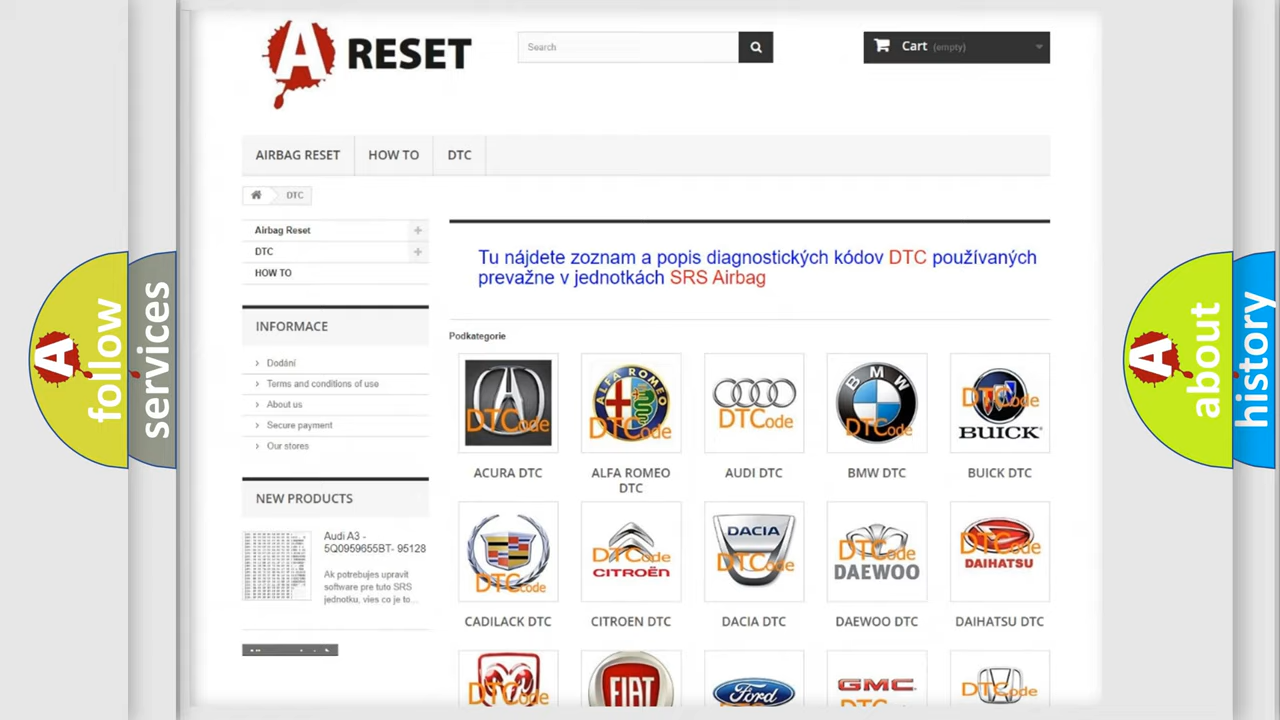 A RESET
Search
Cart (empty)
AIRBAG RESET
HOW TO
DTC
DTC
Airbag Reset
DTC
HOW TO
Tu nájdete zoznam a popis diagnostických kódov DTC používaných
prevažne v jednotkách SRS Airbag
INFORMACE
Dodání
Terms and conditions of use
About us
Secure payment
Our stores
Podkategorie
DTCode
ALFA ROMEO
DTCode
DTCode
BMW
DTCode
DTCode
BUICK
ACURA DTC
ALFA ROMEO
DTC
AUDI DTC
BMW DTC
BUICK DTC
NEW PRODUCTS
Audi A3 -
5Q0959655BT- 95128
Ak potrebujes upravit
software pre tuto SRS
jednotku, vies co je to...
DTCode
DTCode
CITROËN
DACIA
DTCode
DTCode
DAEWOO
DTCode
DAIHATSU
CADILACK DTC
CITROEN DTC
DACIA DTC
DAEWOO DTC
DAIHATSU DTC
DTCode
FIAT
Ford
GMC
DTCode
A follow
services
A about
history